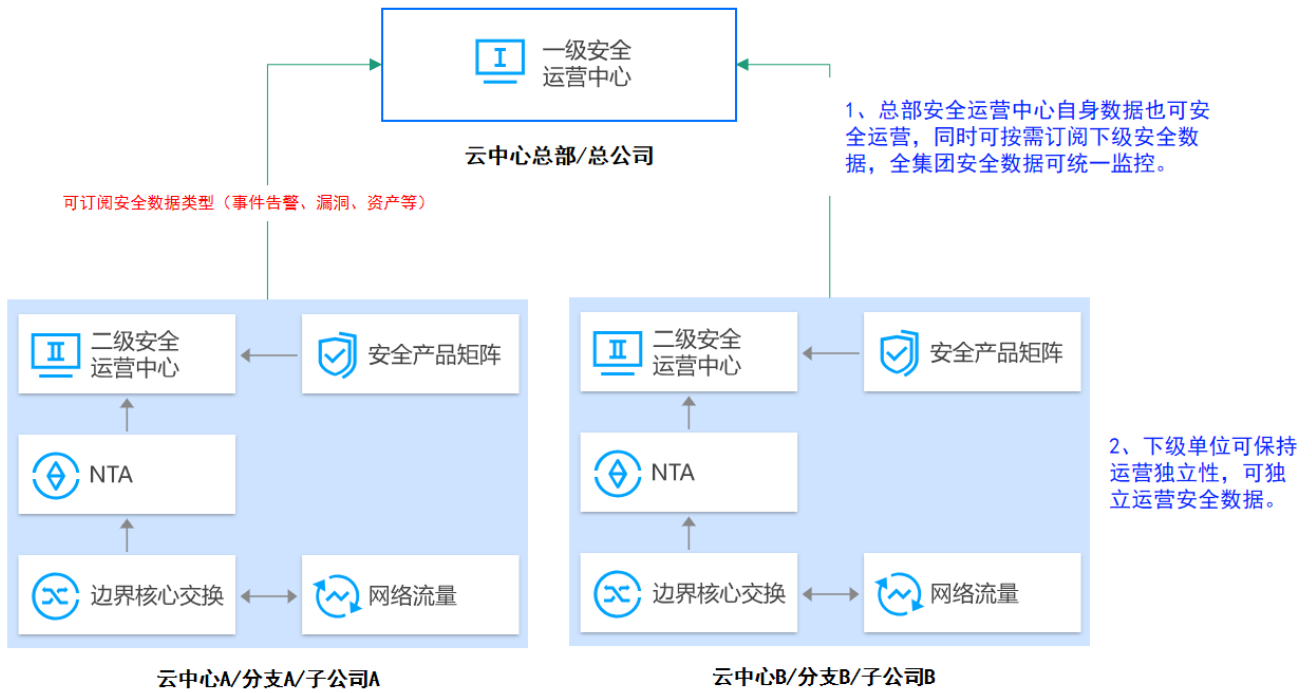 I
一级安全
运营中心
云中心总部/总公司
1、总部安全运营中心自身数据也可安
全运营，同时可按需订阅下级安全数
据，全集团安全数据可统一监控。
可订阅安全数据类型（事件告警、漏洞、资产等）
II
二级安全
运营中心
安全产品矩阵
NTA
边界核心交换
网络流量
云中心A/分支A/子公司A
II
二级安全
运营中心
安全产品矩阵
NTA
边界核心交换
网络流量
云中心B/分支B/子公司B
2、下级单位可保持
运营独立性，可独
立运营安全数据。